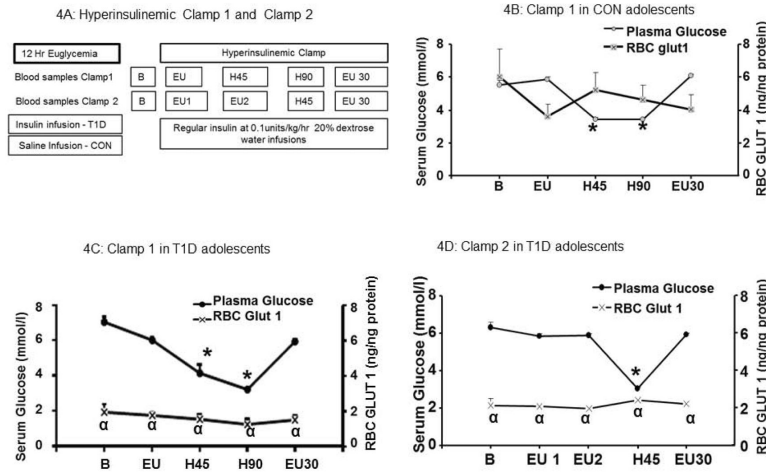 4A: Hyperinsulinemic Clamp 1 and Clamp 2
12 Hr Euglycemia
Hyperinsulinemic Clamp
Blood samples Clamp1 B EU H45 H90 EU 30
Blood samples Clamp 2 B EU1 EU2 H45 EU 30
Insulin infusion - T1D
Saline Infusion - CON
Regular insulin at 0.1units/kg/hr 20% dextrose
water infusions
4B: Clamp 1 in CON adolescents
Plasma Glucose
RBC glut1
Serum Glucose (mmol/l)
8
6
4
2
0
* *
B EU H45 H90 EU30
8
6
4
2
0
RBC GLUT 1 (ng/ng protein)
4C: Clamp 1 in T1D adolescents
Plasma Glucose
RBC Glut 1
Serum Glucose (mmol/l)
8
6
4
2
0
* *
α α α α α
B EU H45 H90 EU30
8
6
4
2
0
RBC GLUT 1 (ng/ng protein)
4D: Clamp 2 in T1D adolescents
Plasma Glucose
RBC Glut 1
Serum Glucose (mmol/l)
8
6
4
2
0
*
α α α α α
B EU 1 EU2 H45 EU 30
8
6
4
2
0
RBC GLUT 1 (ng/ng protein)